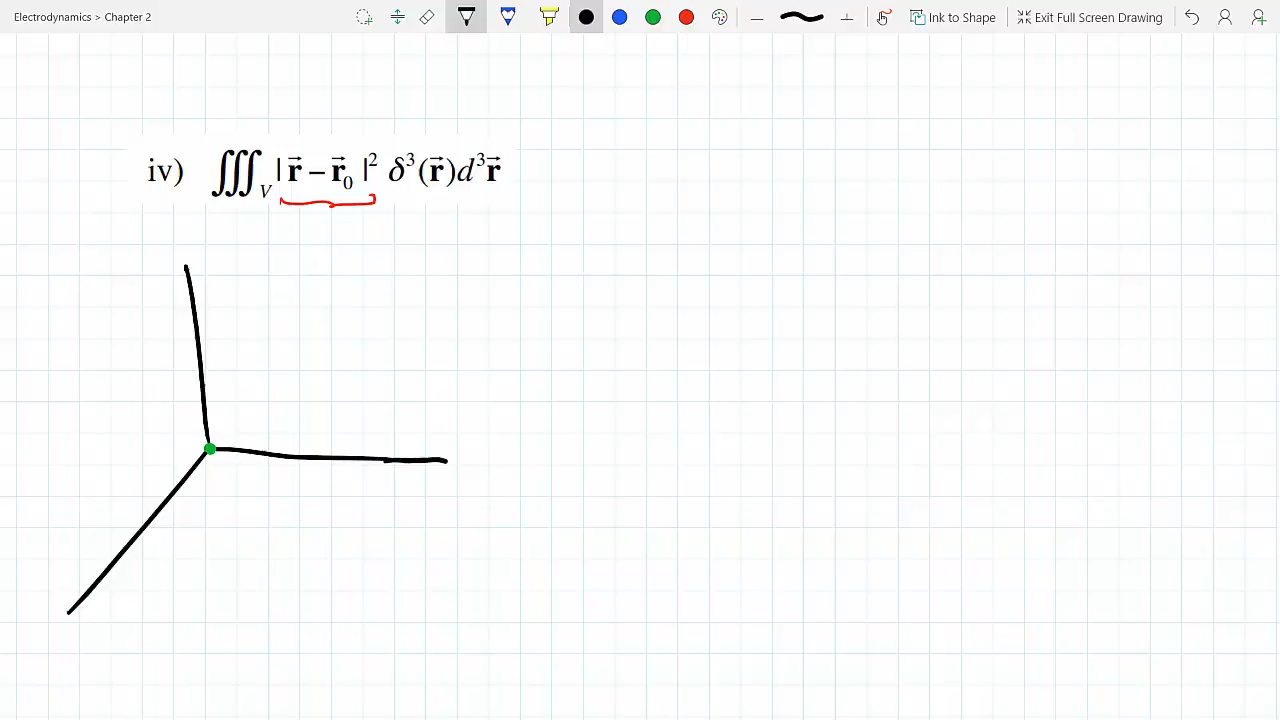 Electrodynamics > Chapter 2
Ink to Shape
Exit Full Screen Drawing
iv) ∭_V |r⃗ − r⃗₀|² δ³(r⃗)d³r⃗